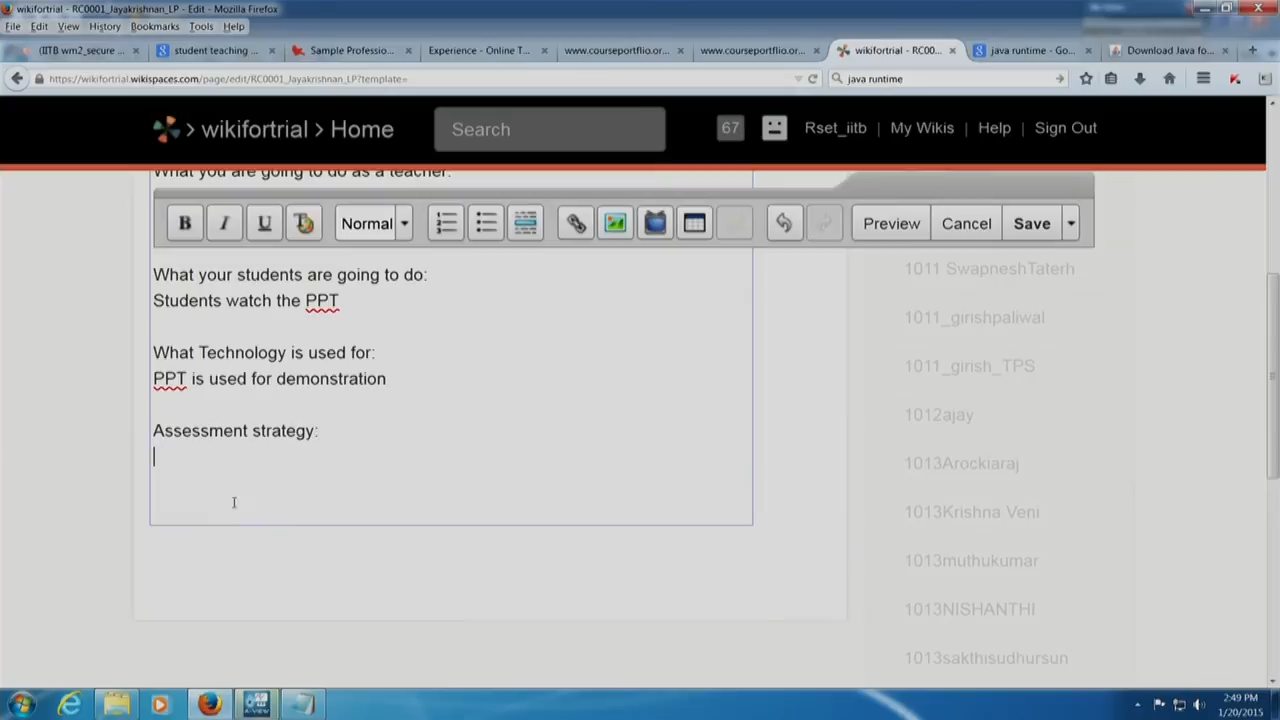 wikifortrial - RC0001_Jayakrishnan_LP - Edit - Mozilla Firefox
File Edit View History Bookmarks Tools Help
(IITB wm2_secure ... student teaching ... Sample Professio... Experience - Online T... www.courseportflio.or... www.courseportflio.or... wikifortrial - RC00... java runtime - Go... Download Java fo...
https://wikifortrial.wikispaces.com/page/edit/RC0001_Jayakrishnan_LP?template= java runtime
wikifortrial > Home Search 67 Rset_iitb | My Wikis | Help | Sign Out
What you are going to do as a teacher:
B I U Normal Preview Cancel Save
What your students are going to do:
Students watch the PPT
What Technology is used for:
PPT is used for demonstration
Assessment strategy:
1011 SwapneshTaterh
1011_girishpaliwal
1011_girish_TPS
1012ajay
1013Arockiaraj
1013Krishna Veni
1013muthukumar
1013NISHANTHI
1013sakthisudhursun
2:49 PM
1/20/2015